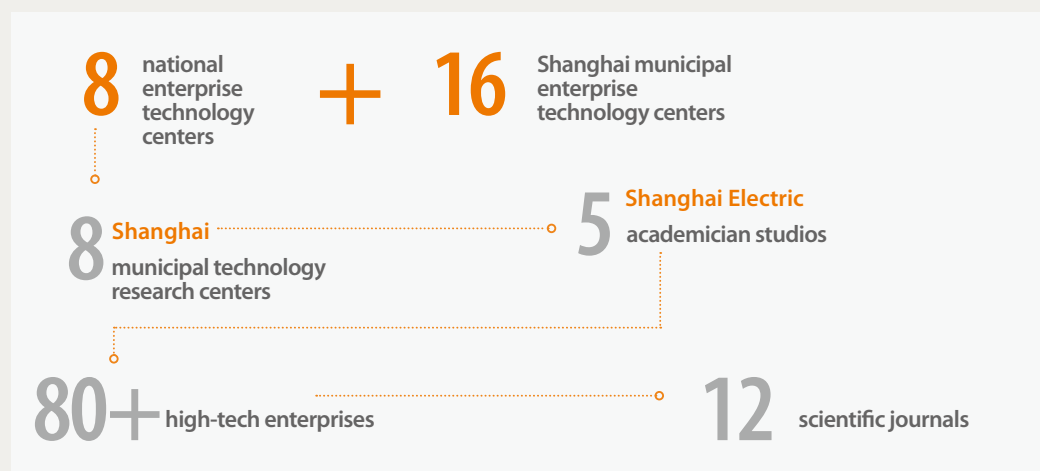 8
national
enterprise
technology
centers
+
16
Shanghai municipal
enterprise
technology centers
8
Shanghai
municipal technology
research centers
5
Shanghai Electric
academician studios
80+
high-tech enterprises
12
scientific journals